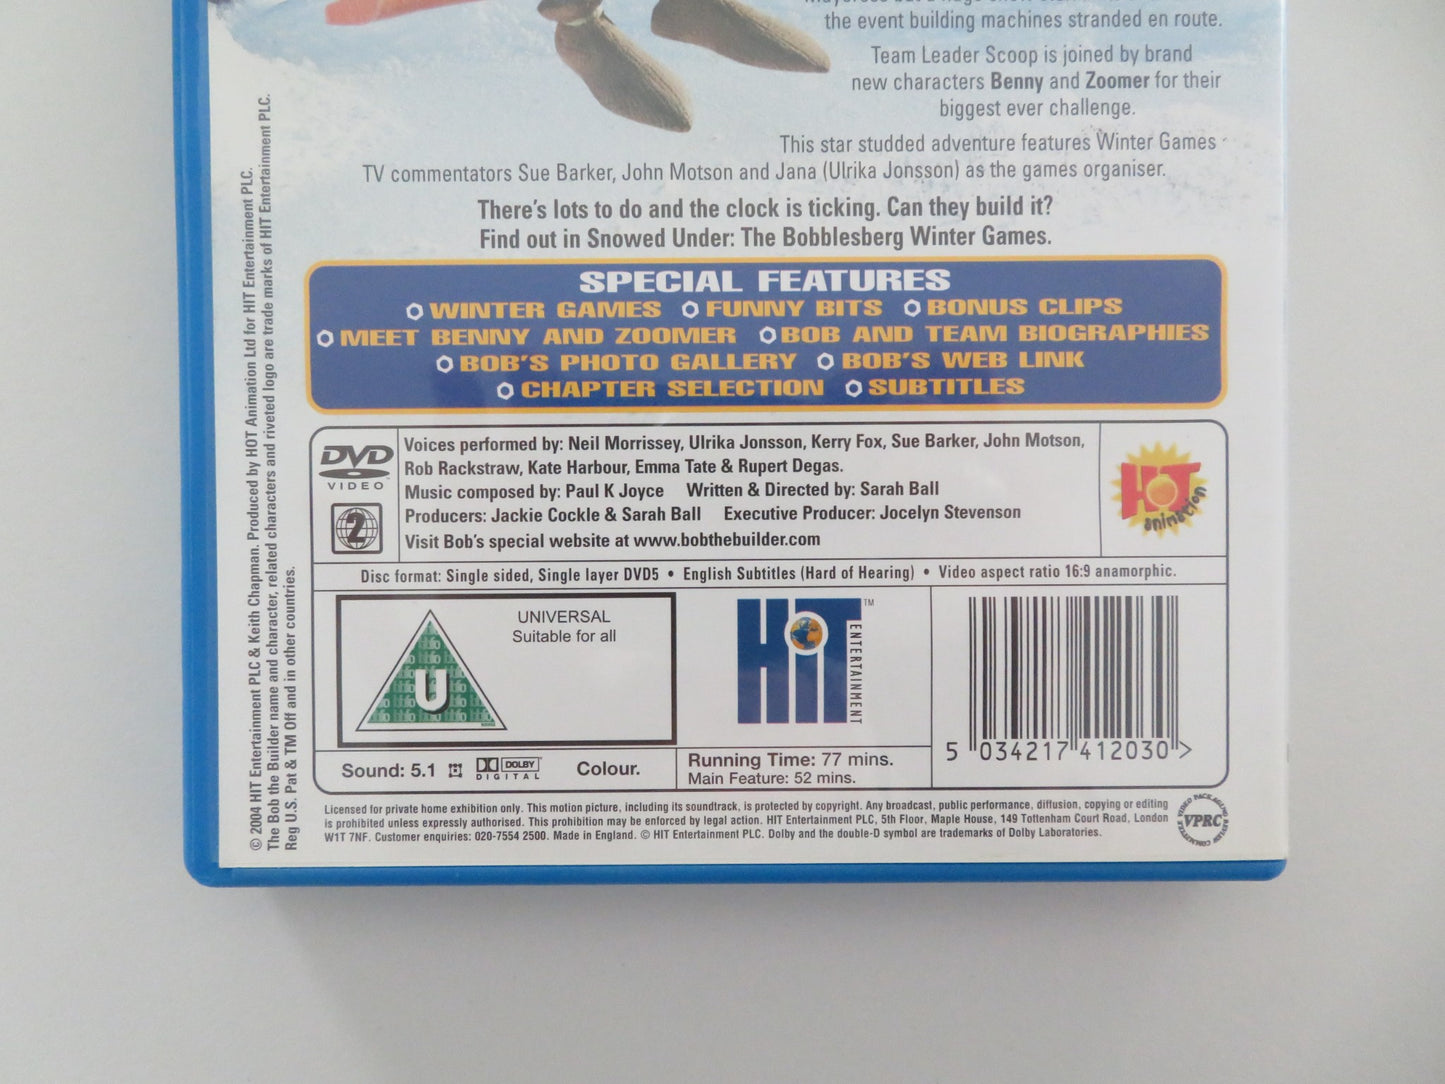 the event building machines stranded en route.
Team Leader Scoop is joined by brand
new characters Benny and Zoomer for their
biggest ever challenge.
This star studded adventure features Winter Games
TV commentators Sue Barker, John Motson and Jana (Ulrika Jonsson) as the games organiser.
There's lots to do and the clock is ticking. Can they build it?
Find out in Snowed Under: The Bobblesberg Winter Games.
SPECIAL FEATURES
WINTER GAMES FUNNY BITS BONUS CLIPS
MEET BENNY AND ZOOMER BOB AND TEAM BIOGRAPHIES
BOB'S PHOTO GALLERY BOB'S WEB LINK
CHAPTER SELECTION SUBTITLES
DVD
VIDEO
2
Voices performed by: Neil Morrissey, Ulrika Jonsson, Kerry Fox, Sue Barker, John Motson,
Rob Rackstraw, Kate Harbour, Emma Tate & Rupert Degas.
Music composed by: Paul K Joyce Written & Directed by: Sarah Ball
Producers: Jackie Cockle & Sarah Ball Executive Producer: Jocelyn Stevenson
Visit Bob's special website at www.bobthebuilder.com
HOT
animation
Disc format: Single sided, Single layer DVD5 • English Subtitles (Hard of Hearing) • Video aspect ratio 16:9 anamorphic.
U
UNIVERSAL
Suitable for all
HiT
ENTERTAINMENT
TM
5 034217 412030 >
Sound: 5.1 DOLBY
DIGITAL
Colour.
Running Time: 77 mins.
Main Feature: 52 mins.
Licensed for private home exhibition only. This motion picture, including its soundtrack, is protected by copyright. Any broadcast, public performance, diffusion, copying or editing
is prohibited unless expressly authorised. This prohibition may be enforced by legal action. HIT Entertainment PLC, 5th Floor, Maple House, 149 Tottenham Court Road, London
W1T 7NF. Customer enquiries: 020-7554 2500. Made in England. © HIT Entertainment PLC. Dolby and the double-D symbol are trademarks of Dolby Laboratories.
VIDEO PACKAGING REVIEW COMMITTEE
VPRC
© 2004 HIT Entertainment PLC & Keith Chapman. Produced by HOT Animation Ltd for HIT Entertainment PLC.
The Bob the Builder name and character, related characters and riveted logo are trade marks of HIT Entertainment PLC.
Reg U.S. Pat & TM Off and in other countries.